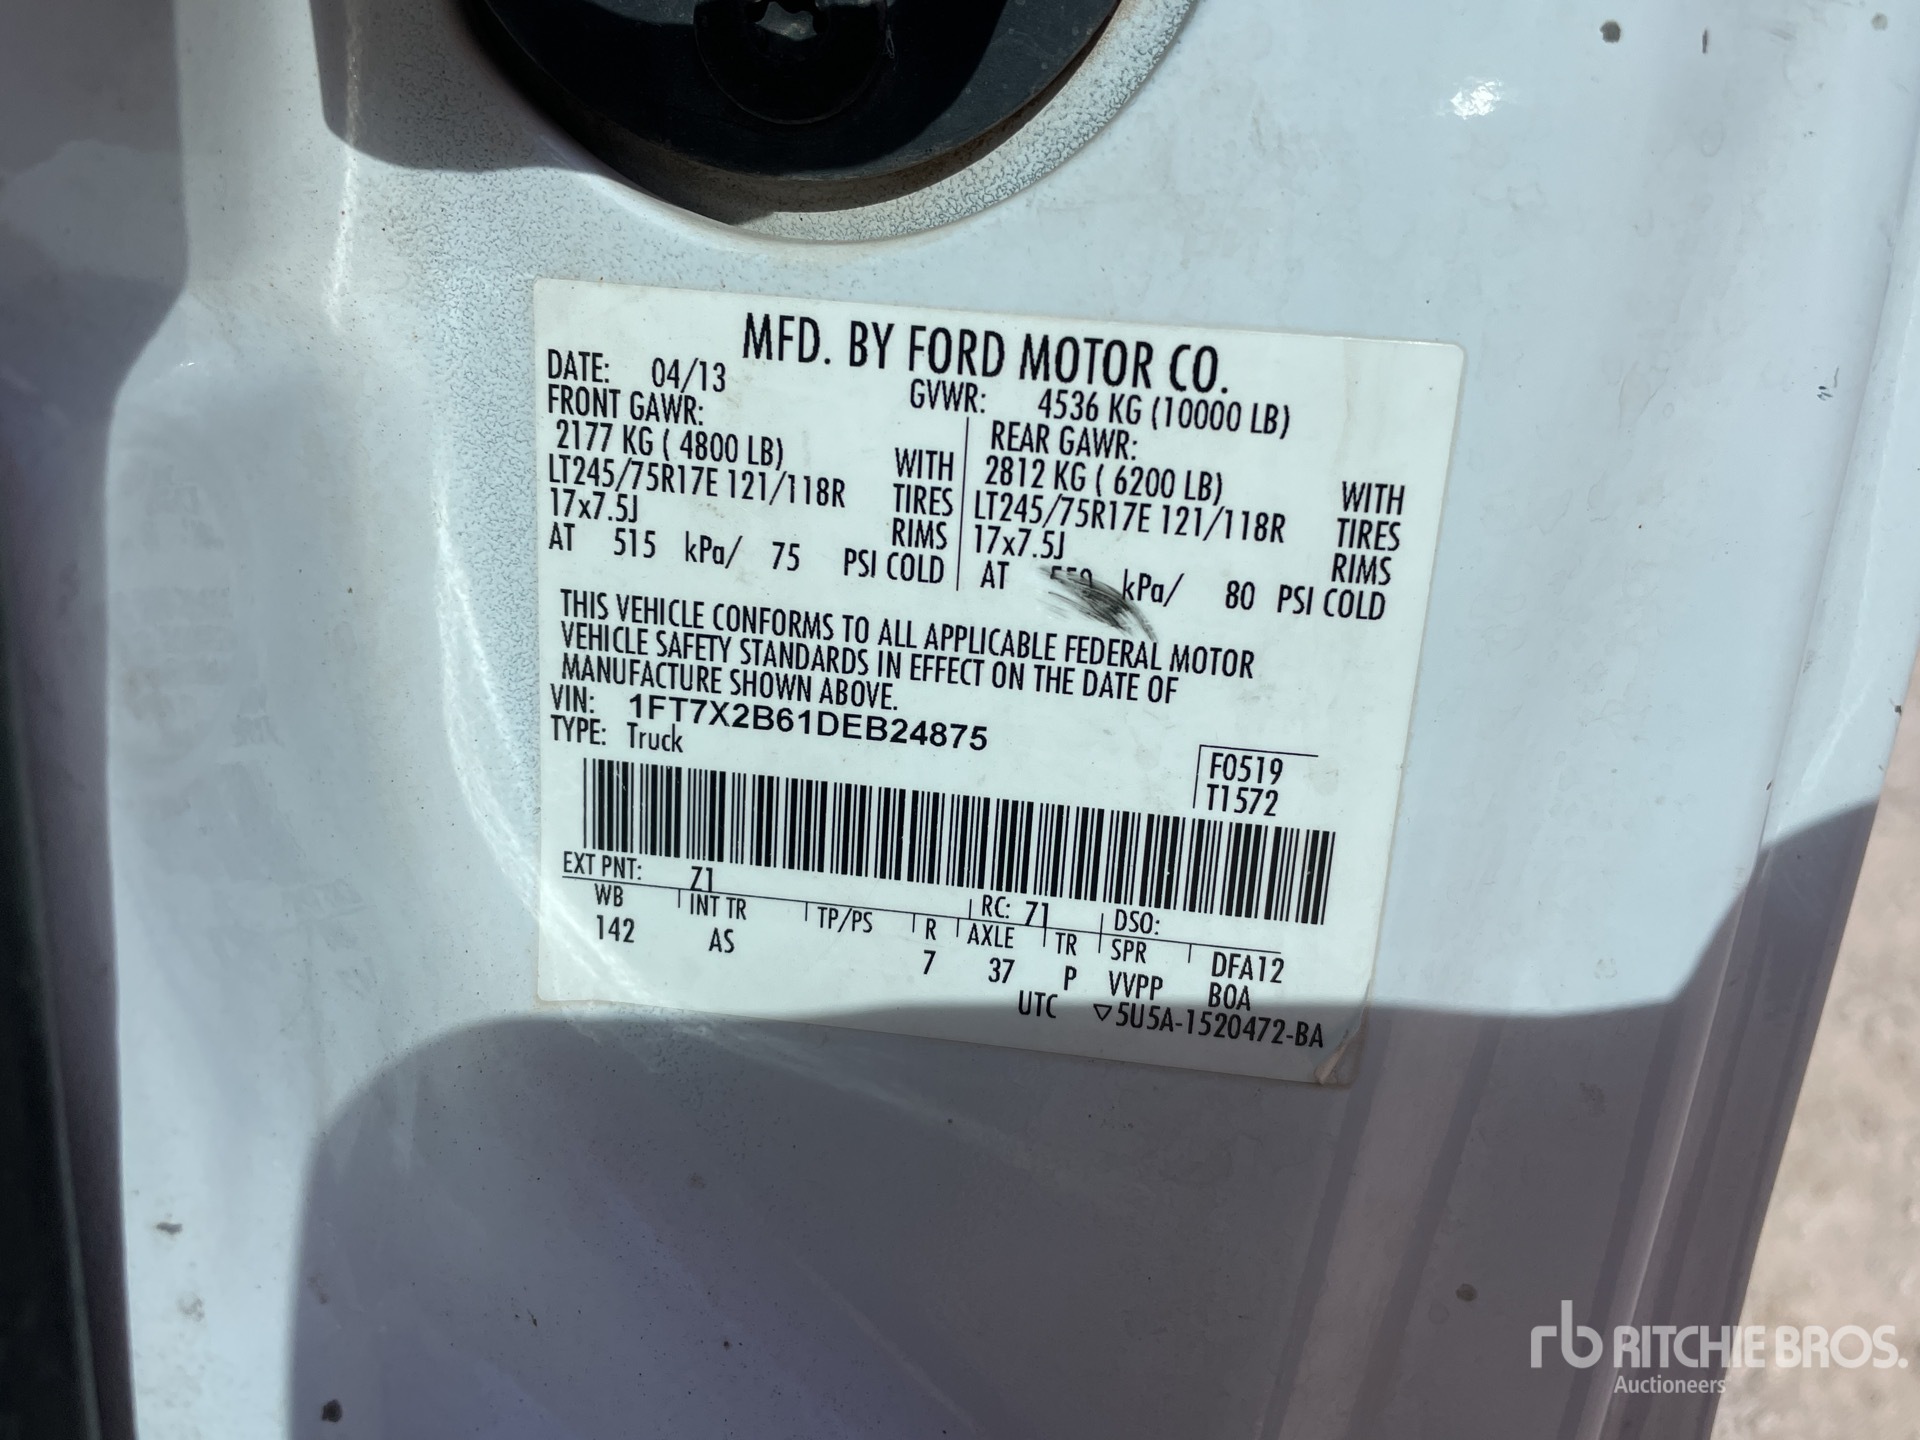 MFD. BY FORD MOTOR CO.
DATE: 04/13 GVWR: 4536 KG (10000 LB)
FRONT GAWR: REAR GAWR:
2177 KG ( 4800 LB) WITH 2812 KG ( 6200 LB) WITH
LT245/75R17E 121/118R TIRES LT245/75R17E 121/118R TIRES
17x7.5J RIMS 17x7.5J RIMS
AT 515 kPa/ 75 PSI COLD AT kPa/ 80 PSI COLD
THIS VEHICLE CONFORMS TO ALL APPLICABLE FEDERAL MOTOR
VEHICLE SAFETY STANDARDS IN EFFECT ON THE DATE OF
MANUFACTURE SHOWN ABOVE.
VIN: 1FT7X2B61DEB24875
TYPE: Truck
F0519
T1572
EXT PNT: Z1 RC: 71 DSO:
WB INT TR TP/PS R AXLE TR SPR DFA12
142 AS 7 37 P VVPP BOA
UTC ▽5U5A-1520472-BA
rb RITCHIE BROS.
Auctioneers